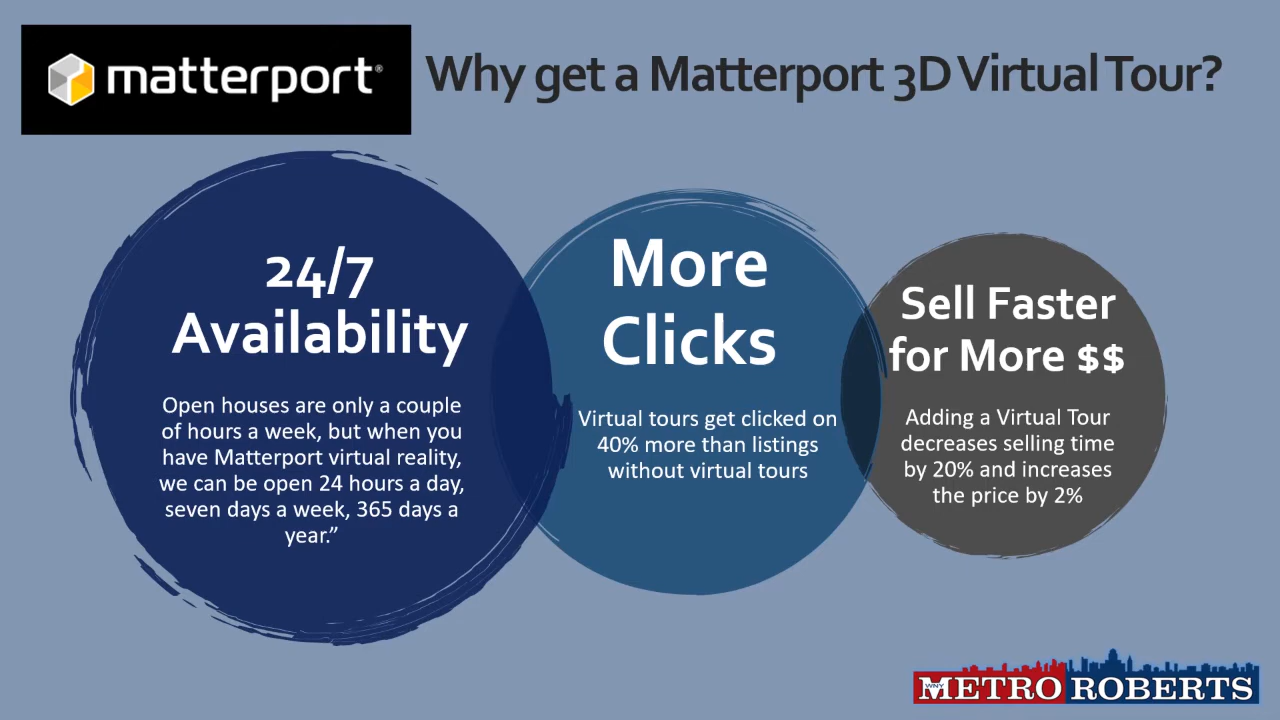 matterport®
Why get a Matterport 3D Virtual Tour?
24/7
Availability
Open houses are only a couple
of hours a week, but when you
have Matterport virtual reality,
we can be open 24 hours a day,
seven days a week, 365 days a
year.”
More
Clicks
Virtual tours get clicked on
40% more than listings
without virtual tours
Sell Faster
for More $$
Adding a Virtual Tour
decreases selling time
by 20% and increases
the price by 2%
WNY METRO ROBERTS